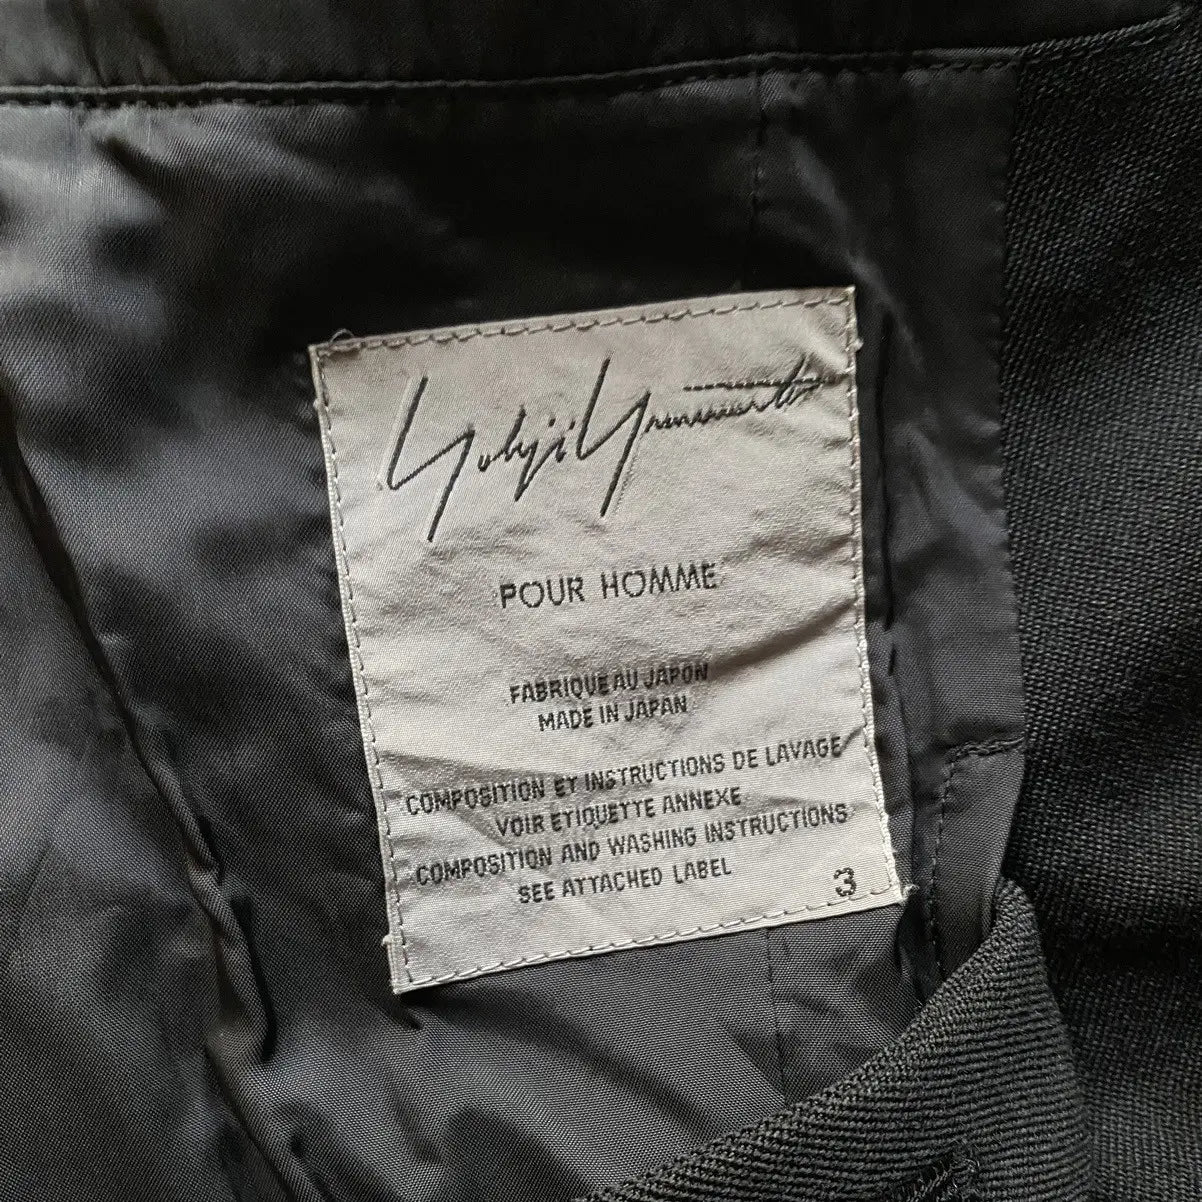 Yohji Yamamoto
POUR HOMME
FABRIQUE AU JAPON
MADE IN JAPAN
COMPOSITION ET INSTRUCTIONS DE LAVAGE
VOIR ETIQUETTE ANNEXE
COMPOSITION AND WASHING INSTRUCTIONS
SEE ATTACHED LABEL
3